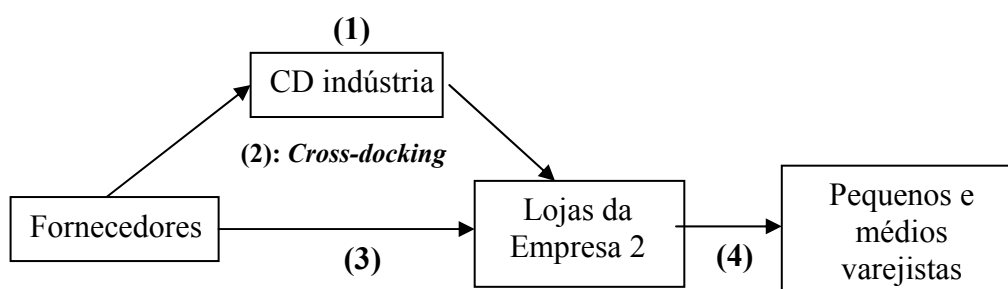 (1)
CD indústria
(2): Cross-docking
Fornecedores
(3)
Lojas da
Empresa 2
(4)
Pequenos e
médios
varejistas